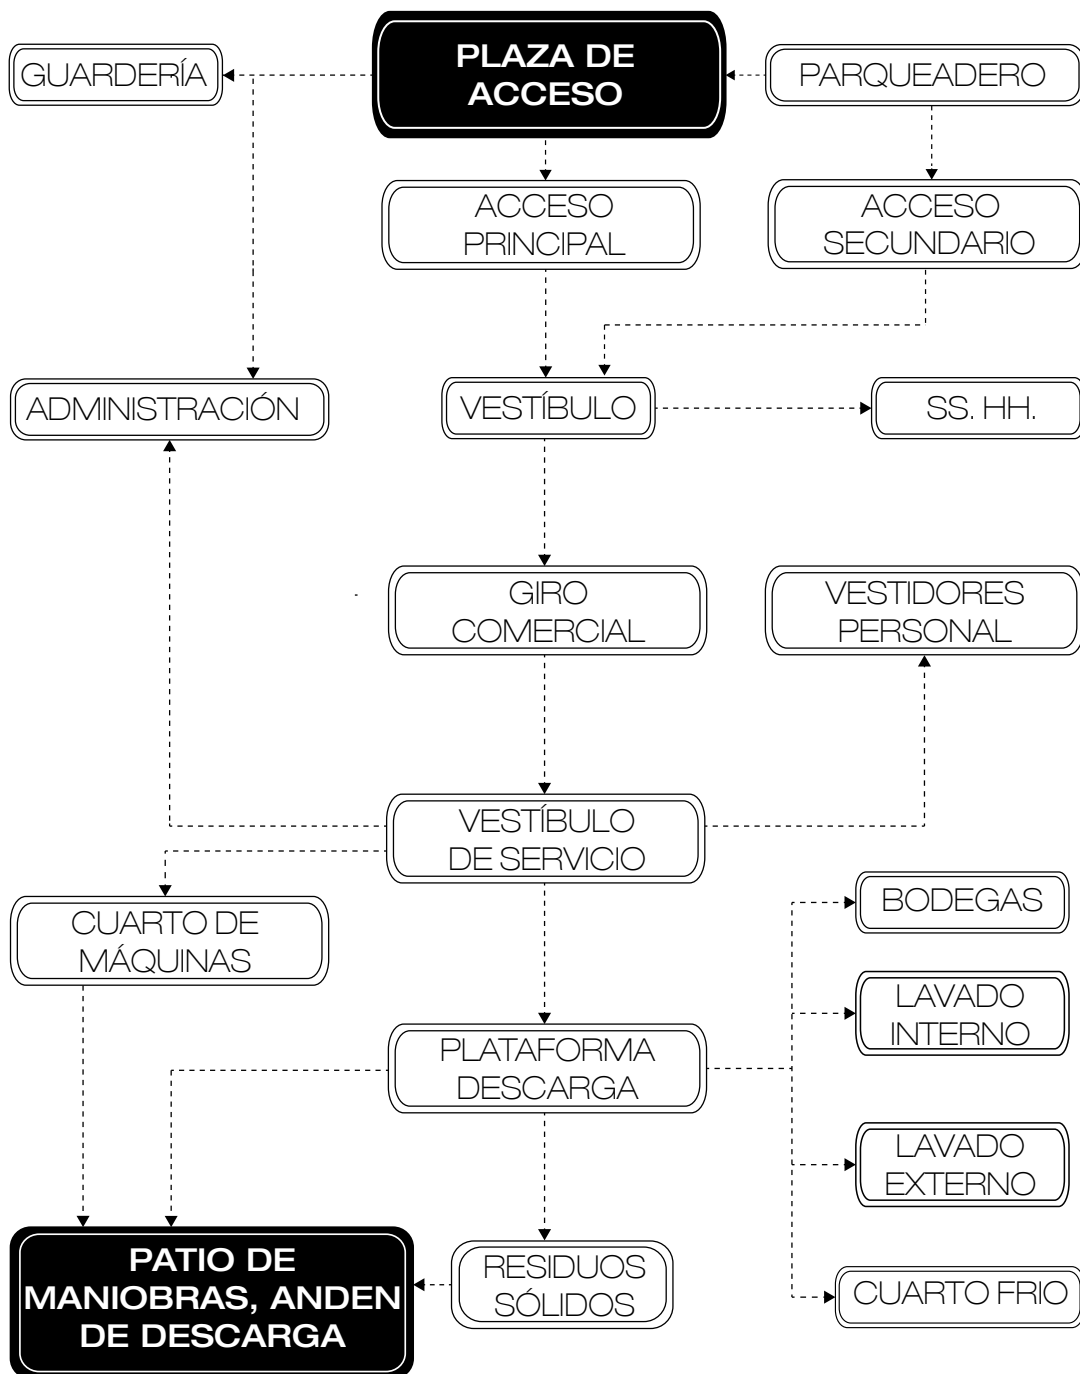 PLAZA DE
ACCESO
GUARDERÍA
PARQUEADERO
ACCESO
PRINCIPAL
ACCESO
SECUNDARIO
ADMINISTRACIÓN
VESTÍBULO
SS. HH.
GIRO
COMERCIAL
VESTIDORES
PERSONAL
VESTÍBULO
DE SERVICIO
BODEGAS
CUARTO DE
MÁQUINAS
LAVADO
INTERNO
PLATAFORMA
DESCARGA
LAVADO
EXTERNO
PATIO DE
MANIOBRAS, ANDEN
DE DESCARGA
RESIDUOS
SÓLIDOS
CUARTO FRIO